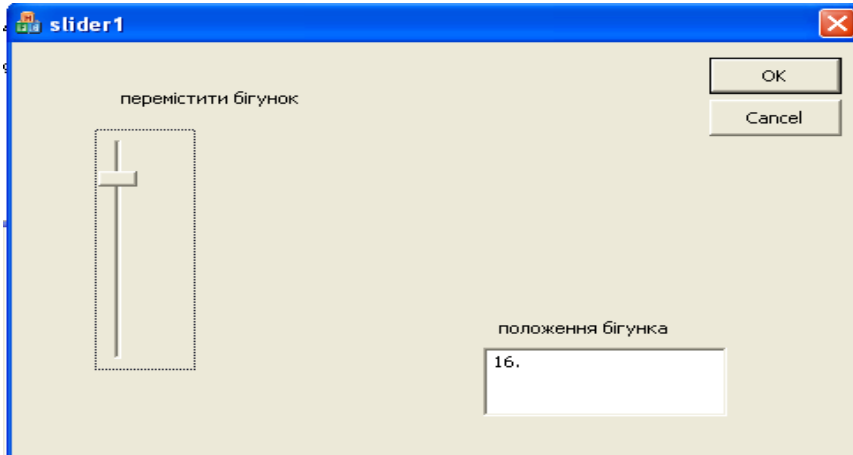 slider1
OK
перемістити бігунок
Cancel
положення бігунка
16.